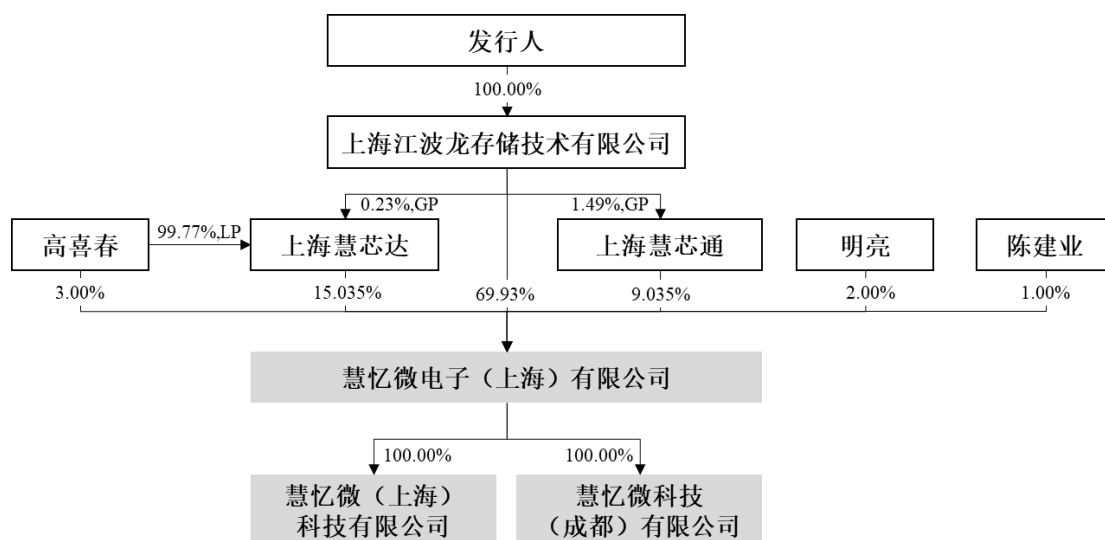 发行人
100.00%
上海江波龙存储技术有限公司
0.23%,GP
1.49%,GP
高喜春
99.77%,LP
上海慧芯达
上海慧芯通
明亮
陈建业
3.00%
15.035%
69.93%
9.035%
2.00%
1.00%
慧忆微电子（上海）有限公司
100.00%
100.00%
慧忆微（上海）
科技有限公司
慧忆微科技
（成都）有限公司